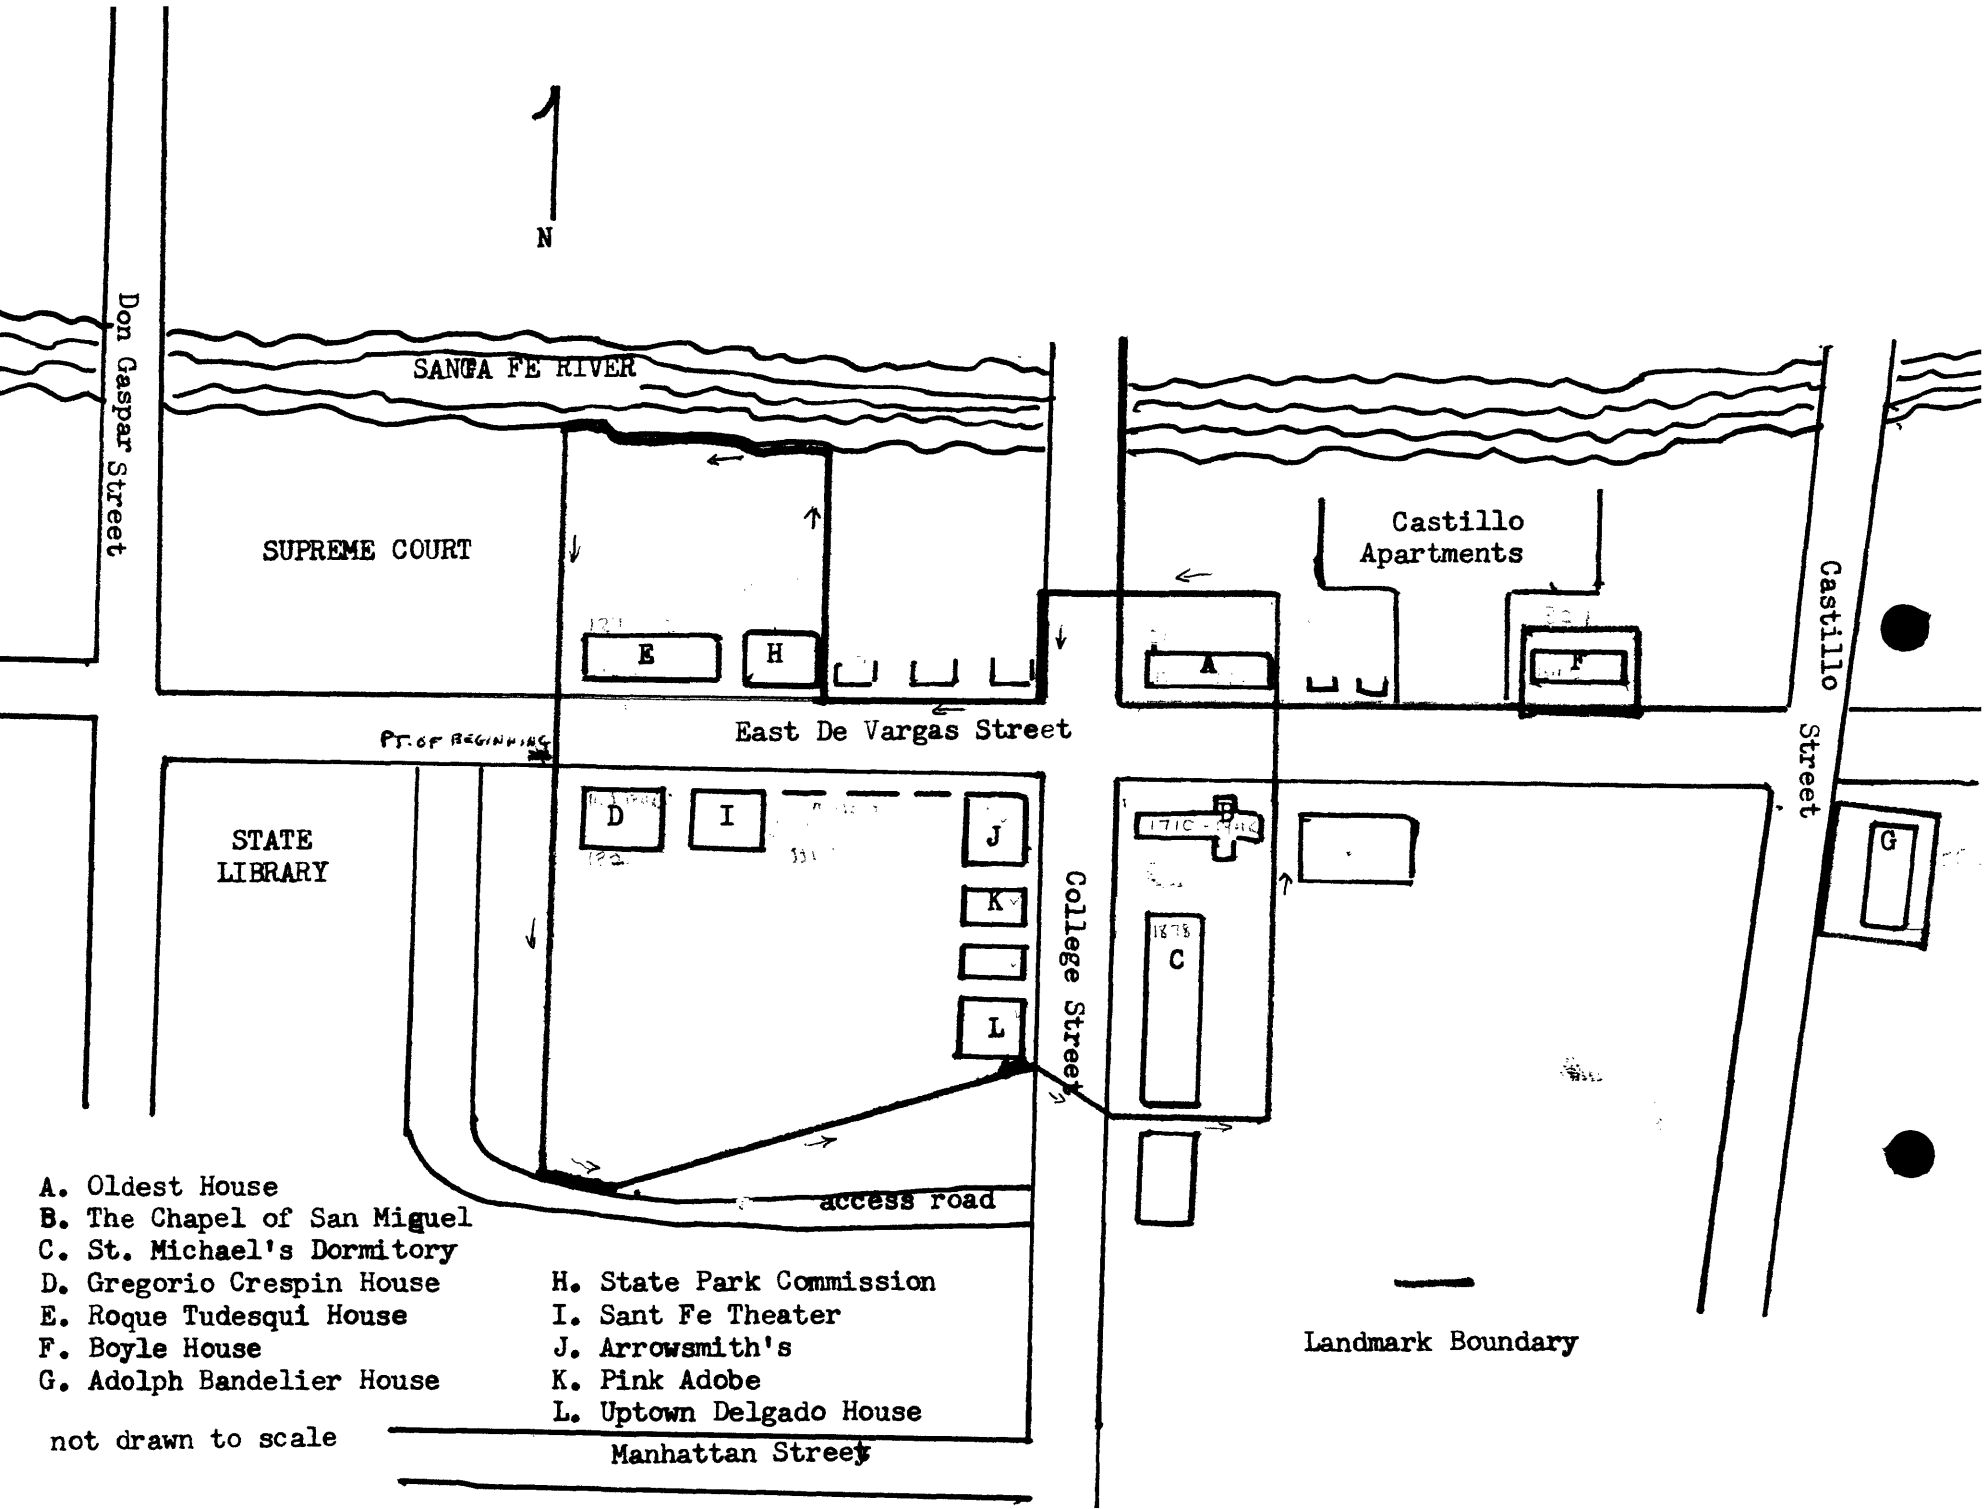 N
Don Gaspar Street
SANTA FE RIVER
SUPREME COURT
Castillo
Apartments
Castillo Street
E
H
A
F
PT. OF BEGINNING
East De Vargas Street
D
I
J
B
1710 -
G
STATE
LIBRARY
K
College Street
1878
C
L
access road
A. Oldest House
B. The Chapel of San Miguel
C. St. Michael's Dormitory
D. Gregorio Crespin House
E. Roque Tudesqui House
F. Boyle House
G. Adolph Bandelier House
not drawn to scale
H. State Park Commission
I. Sant Fe Theater
J. Arrowsmith's
K. Pink Adobe
L. Uptown Delgado House
Manhattan Street
Landmark Boundary